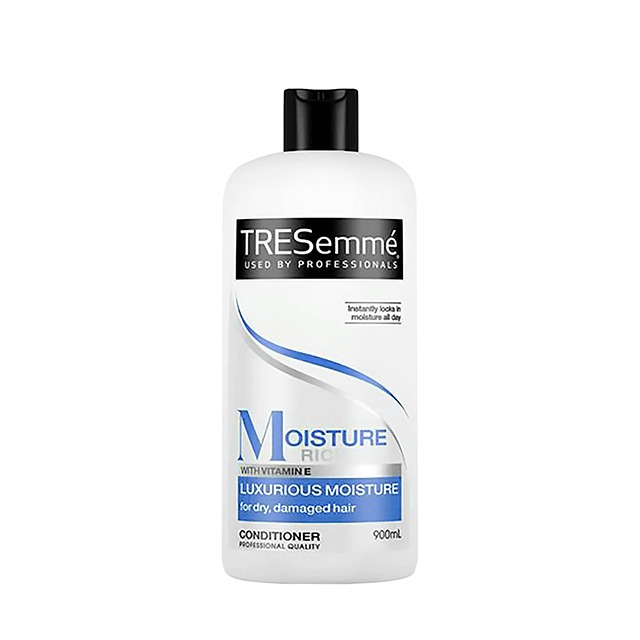 TRESemmé
USED BY PROFESSIONALS
Instantly locks in
moisture all day
MOISTURE
RICH
WITH VITAMIN E
LUXURIOUS MOISTURE
for dry, damaged hair
CONDITIONER
PROFESSIONAL QUALITY
900mL